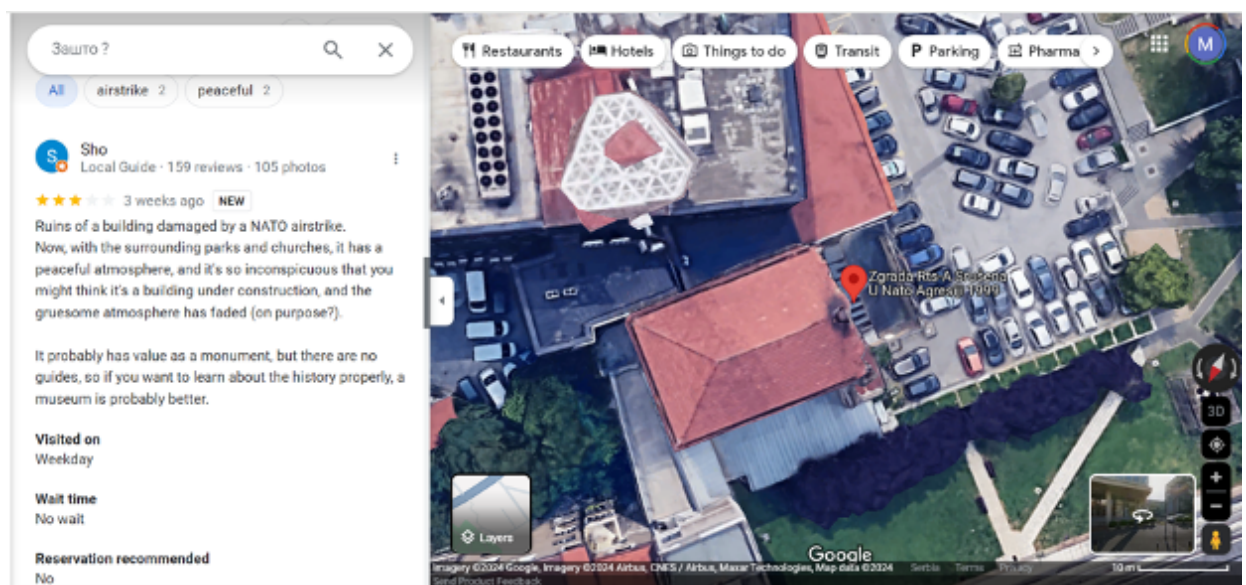 Зашто ?
All
airstrike 2
peaceful 2
S
Sho
Local Guide · 159 reviews · 105 photos
3 weeks ago NEW
Ruins of a building damaged by a NATO airstrike.
Now, with the surrounding parks and churches, it has a
peaceful atmosphere, and it's so inconspicuous that you
might think it's a building under construction, and the
gruesome atmosphere has faded (on purpose?).
It probably has value as a monument, but there are no
guides, so if you want to learn about the history properly, a
museum is probably better.
Visited on
Weekday
Wait time
No wait
Reservation recommended
No
Restaurants
Hotels
Things to do
Transit
P Parking
Pharma
M
Zgrada Rts-A Srušena
U Nato Agresiji 1999
3D
Layers
Google
Imagery ©2024 Google, Imagery ©2024 Airbus, CNES / Airbus, Maxar Technologies, Map data ©2024 Serbia Terms Privacy 10 m
Send Product Feedback